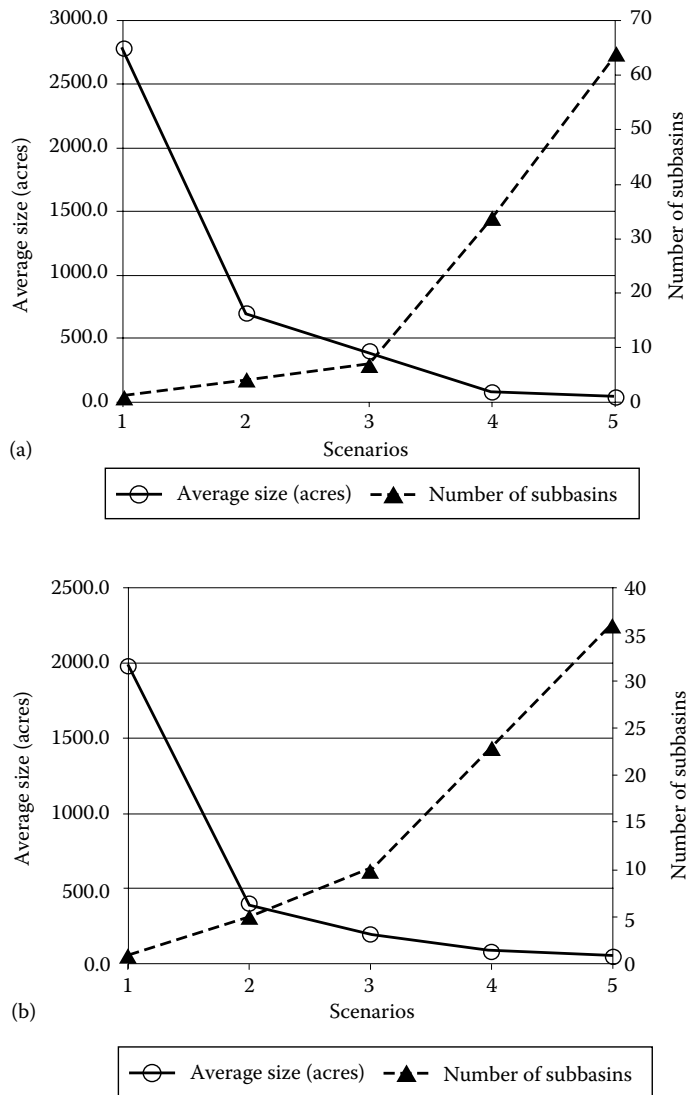 3000.0
2500.0
2000.0
1500.0
1000.0
500.0
0.0
Average size (acres)
70
60
50
40
30
20
10
0
Number of subbasins
1 2 3 4 5
Scenarios
(a)
Average size (acres) Number of subbasins
2500.0
2000.0
1500.0
1000.0
500.0
0.0
Average size (acres)
40
35
30
25
20
15
10
5
0
Number of subbasins
1 2 3 4 5
Scenarios
(b)
Average size (acres) Number of subbasins